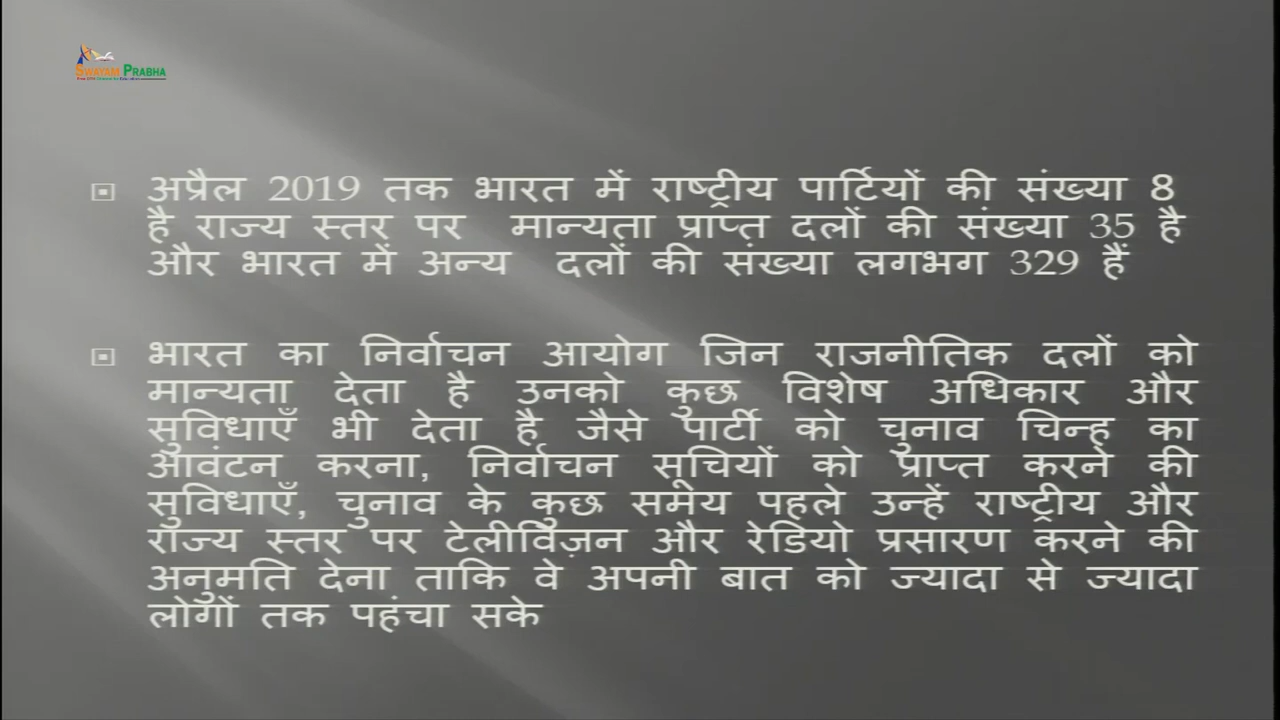 SWAYAM PRABHA
अप्रैल 2019 तक भारत में राष्ट्रीय पार्टियों की संख्या 8
है राज्य स्तर पर मान्यता प्राप्त दलों की संख्या 35 है
और भारत में अन्य दलों की संख्या लगभग 329 हैं
भारत का निर्वाचन आयोग जिन राजनीतिक दलों को
मान्यता देता है उनको कुछ विशेष अधिकार और
सुविधाएँ भी देता है जैसे पार्टी को चुनाव चिन्ह का
आवंटन करना, निर्वाचन सूचियों को प्राप्त करने की
सुविधाएँ, चुनाव के कुछ समय पहले उन्हें राष्ट्रीय और
राज्य स्तर पर टेलीविज़न और रेडियो प्रसारण करने की
अनुमति देना ताकि वे अपनी बात को ज्यादा से ज्यादा
लोगों तक पहंचा सके